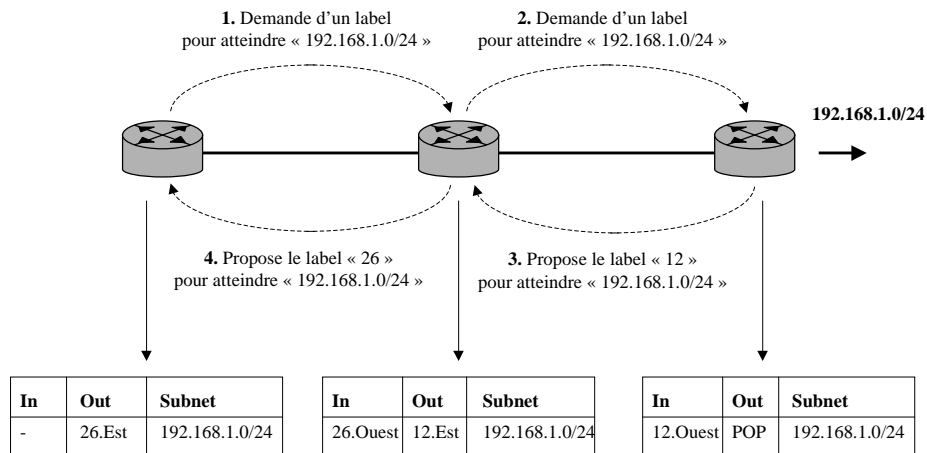 1. Demande d'un label
pour atteindre « 192.168.1.0/24 »
2. Demande d'un label
pour atteindre « 192.168.1.0/24 »
192.168.1.0/24
4. Propose le label « 26 »
pour atteindre « 192.168.1.0/24 »
3. Propose le label « 12 »
pour atteindre « 192.168.1.0/24 »
In Out Subnet
- 26.Est 192.168.1.0/24
In Out Subnet
26.Ouest 12.Est 192.168.1.0/24
In Out Subnet
12.Ouest POP 192.168.1.0/24